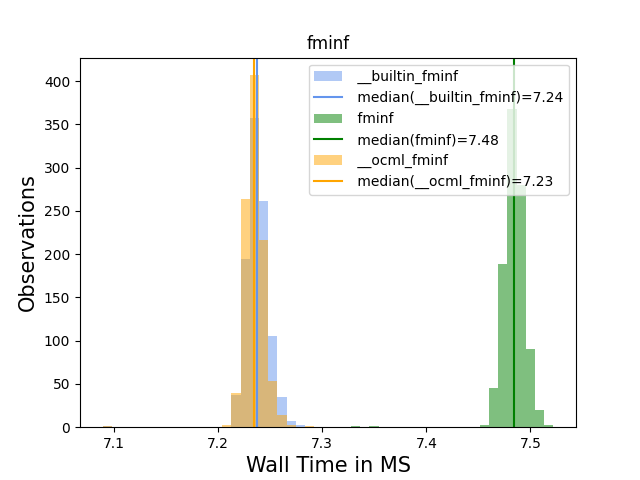 fminf
__builtin_fminf
median(__builtin_fminf)=7.24
fminf
median(fminf)=7.48
__ocml_fminf
median(__ocml_fminf)=7.23
Observations
400
350
300
250
200
150
100
50
0
7.1 7.2 7.3 7.4 7.5
Wall Time in MS